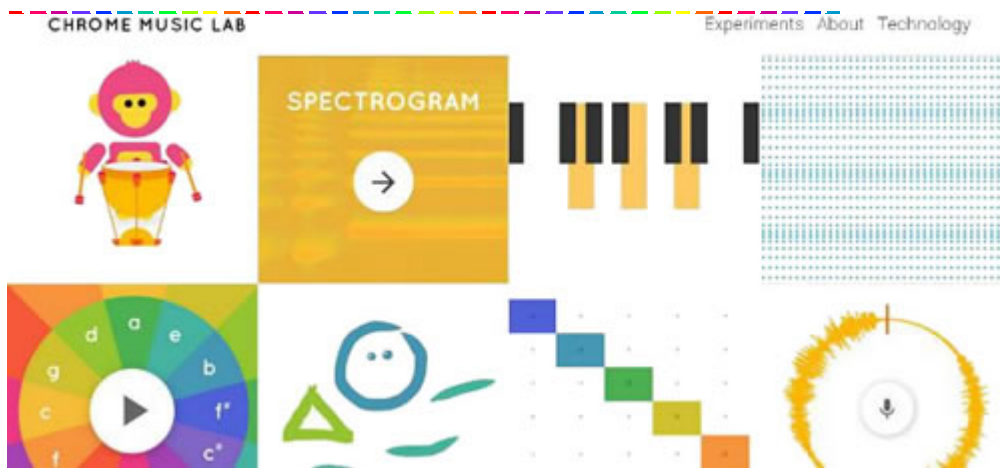 CHROME MUSIC LAB
Experiments About Technology
SPECTROGRAM
a
d
e
g
b
c
f#
f
c#